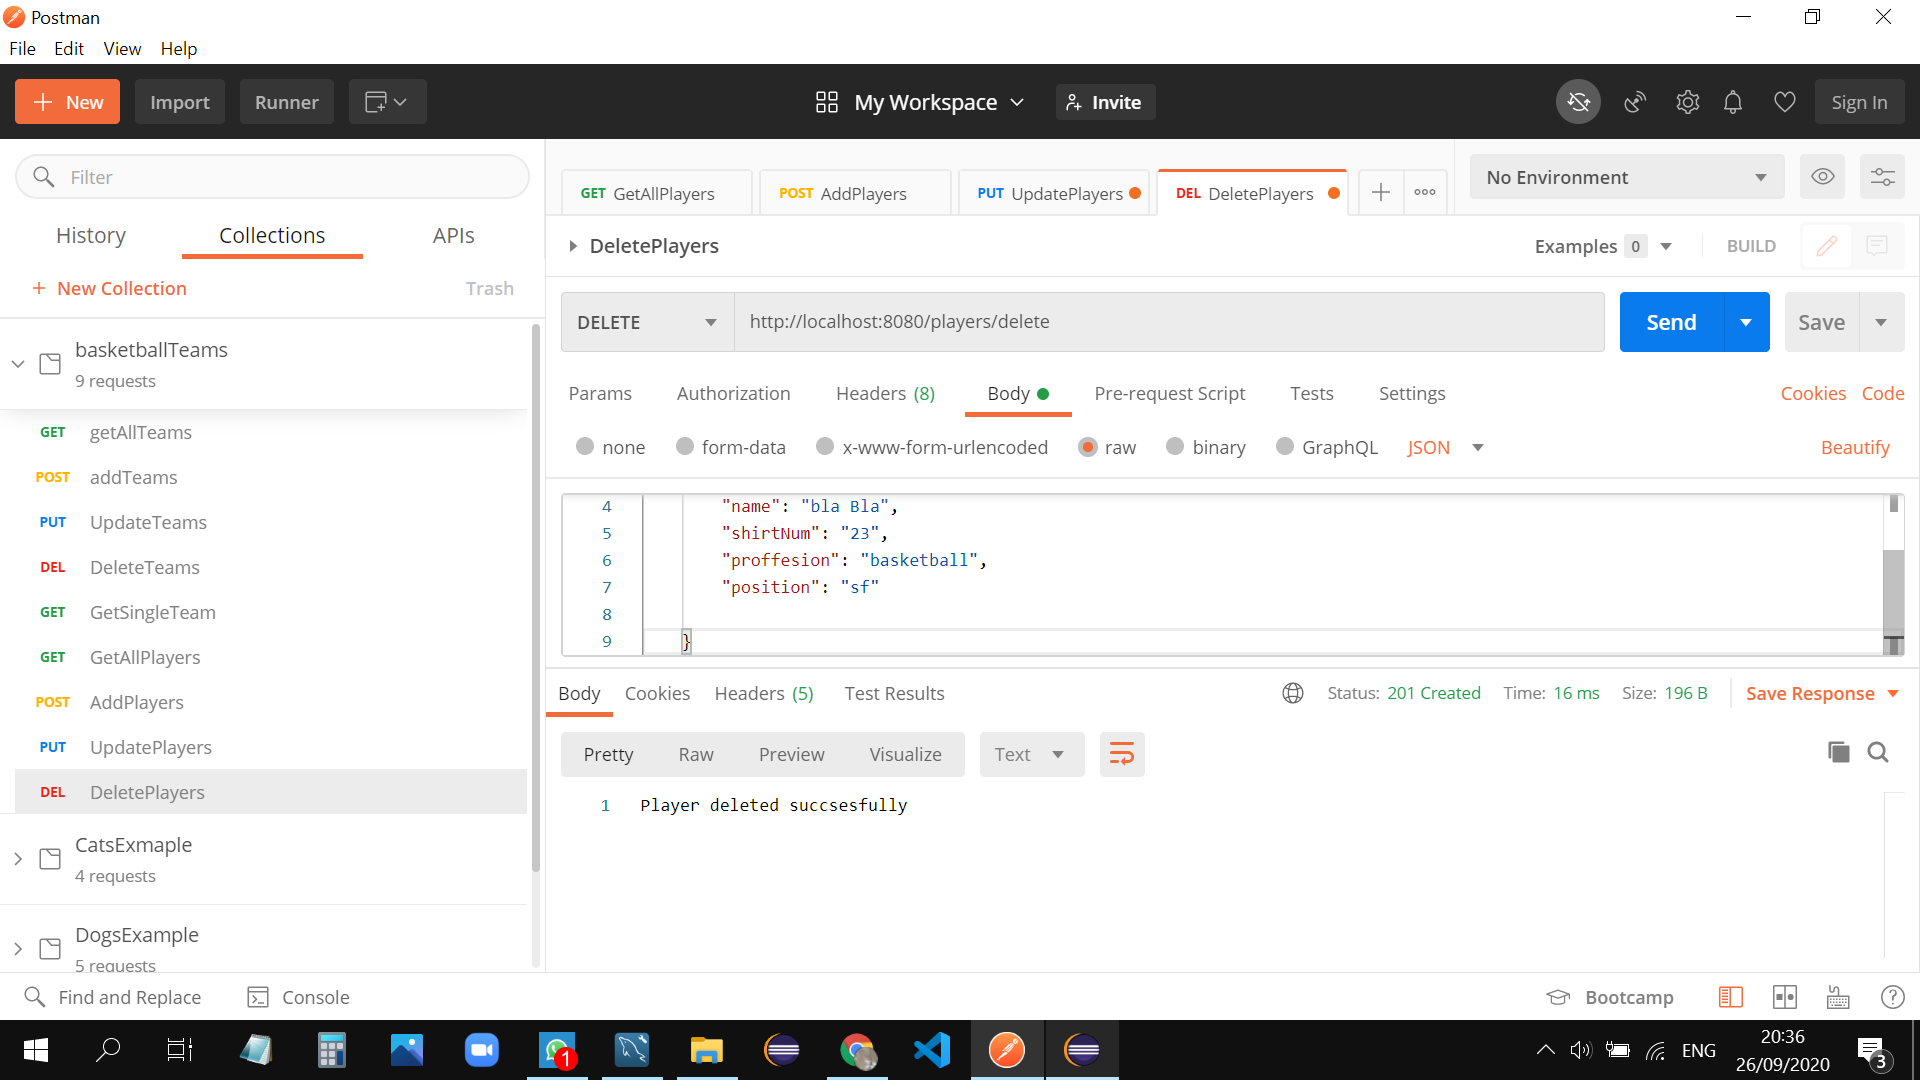 Postman
File Edit View Help
New Import Runner My Workspace Invite Sign In
Filter
History Collections APIs
+ New Collection Trash
basketballTeams
9 requests
GET getAllTeams
POST addTeams
PUT UpdateTeams
DEL DeleteTeams
GET GetSingleTeam
GET GetAllPlayers
POST AddPlayers
PUT UpdatePlayers
DEL DeletePlayers
CatsExmaple
4 requests
DogsExample
5 requests
GET GetAllPlayers POST AddPlayers PUT UpdatePlayers DEL DeletePlayers No Environment
DeletePlayers Examples 0 BUILD
DELETE http://localhost:8080/players/delete Send Save
Params Authorization Headers (8) Body Pre-request Script Tests Settings Cookies Code
none form-data x-www-form-urlencoded raw binary GraphQL JSON Beautify
4 "name": "bla Bla",
5 "shirtNum": "23",
6 "proffesion": "basketball",
7 "position": "sf"
8
9 }
Body Cookies Headers (5) Test Results Status: 201 Created Time: 16 ms Size: 196 B Save Response
Pretty Raw Preview Visualize Text
1 Player deleted succsesfully
Find and Replace Console Bootcamp
1 ENG 20:36
26/09/2020 3